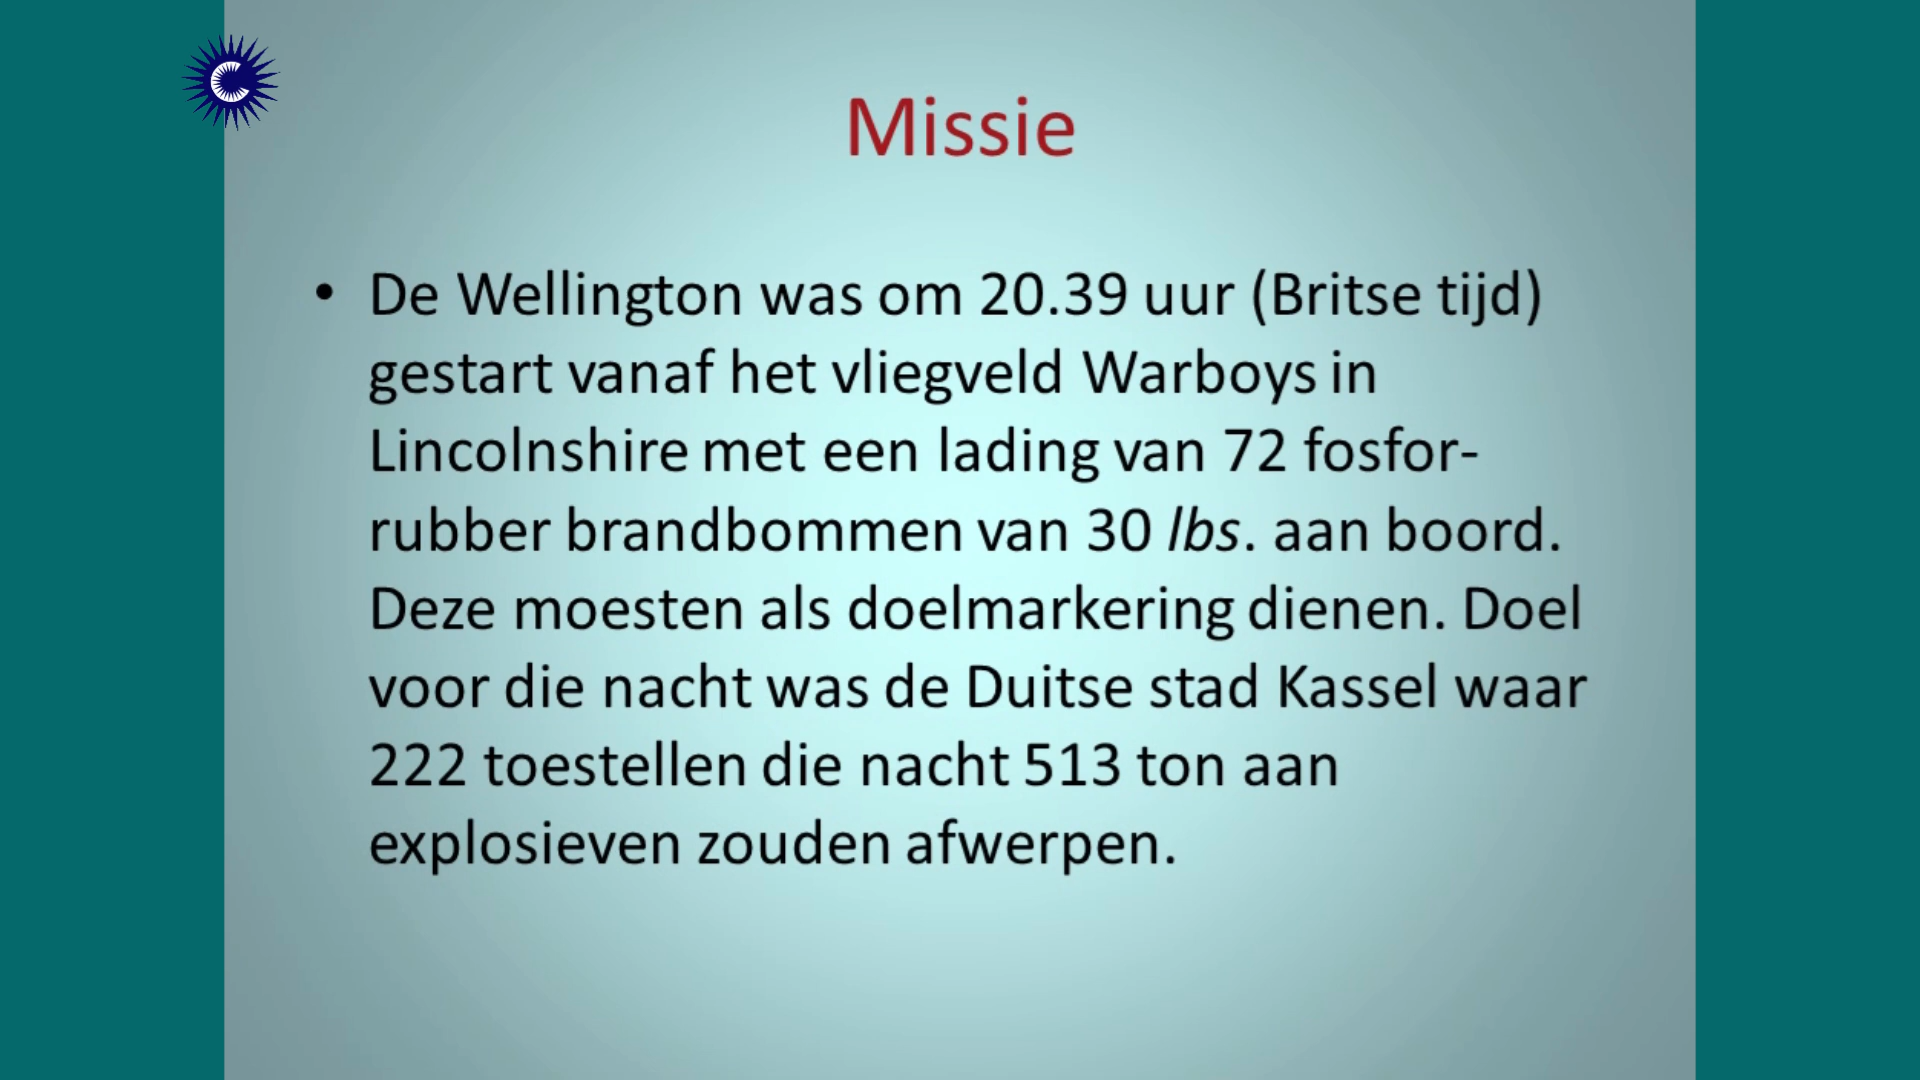 Missie
• De Wellington was om 20.39 uur (Britse tijd)
gestart vanaf het vliegveld Warboys in
Lincolnshire met een lading van 72 fosfor-
rubber brandbommen van 30 lbs. aan boord.
Deze moesten als doelmarkering dienen. Doel
voor die nacht was de Duitse stad Kassel waar
222 toestellen die nacht 513 ton aan
explosieven zouden afwerpen.